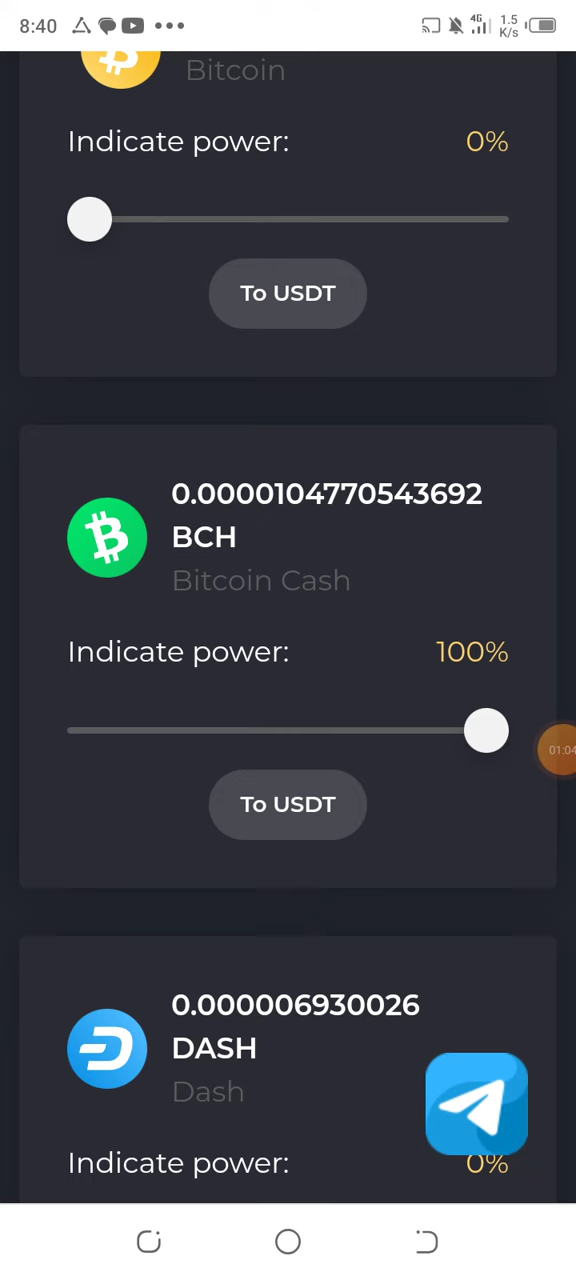 8:40
4G
1.5
K/s
Bitcoin
Indicate power: 0%
To USDT
0.0000104770543692
BCH
Bitcoin Cash
Indicate power: 100%
01:04
To USDT
0.000006930026
DASH
Dash
Indicate power: 0%